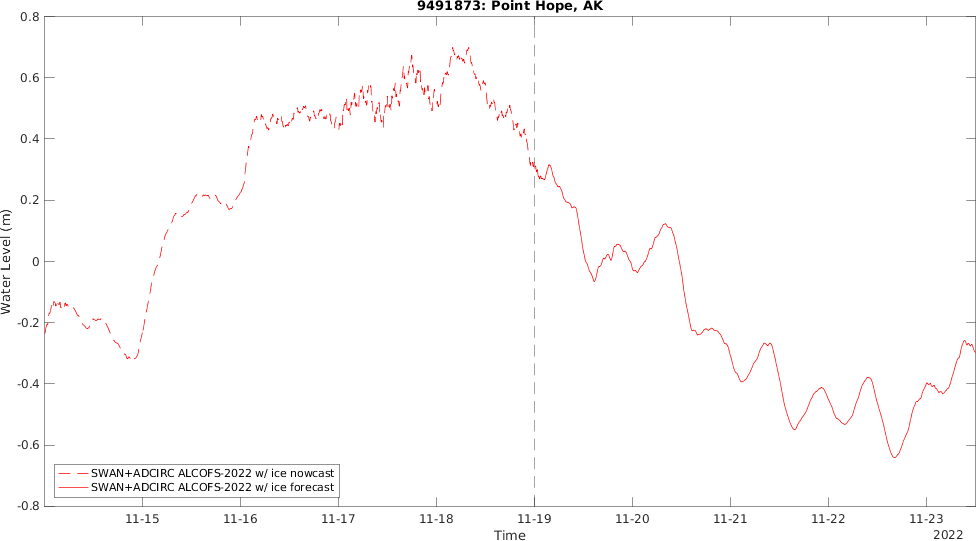 9491873: Point Hope, AK
0.8
0.6
0.4
0.2
0
-0.2
-0.4
-0.6
-0.8
Water Level (m)
SWAN+ADCIRC ALCOFS-2022 w/ ice nowcast
SWAN+ADCIRC ALCOFS-2022 w/ ice forecast
11-15 11-16 11-17 11-18 11-19 11-20 11-21 11-22 11-23
Time
2022